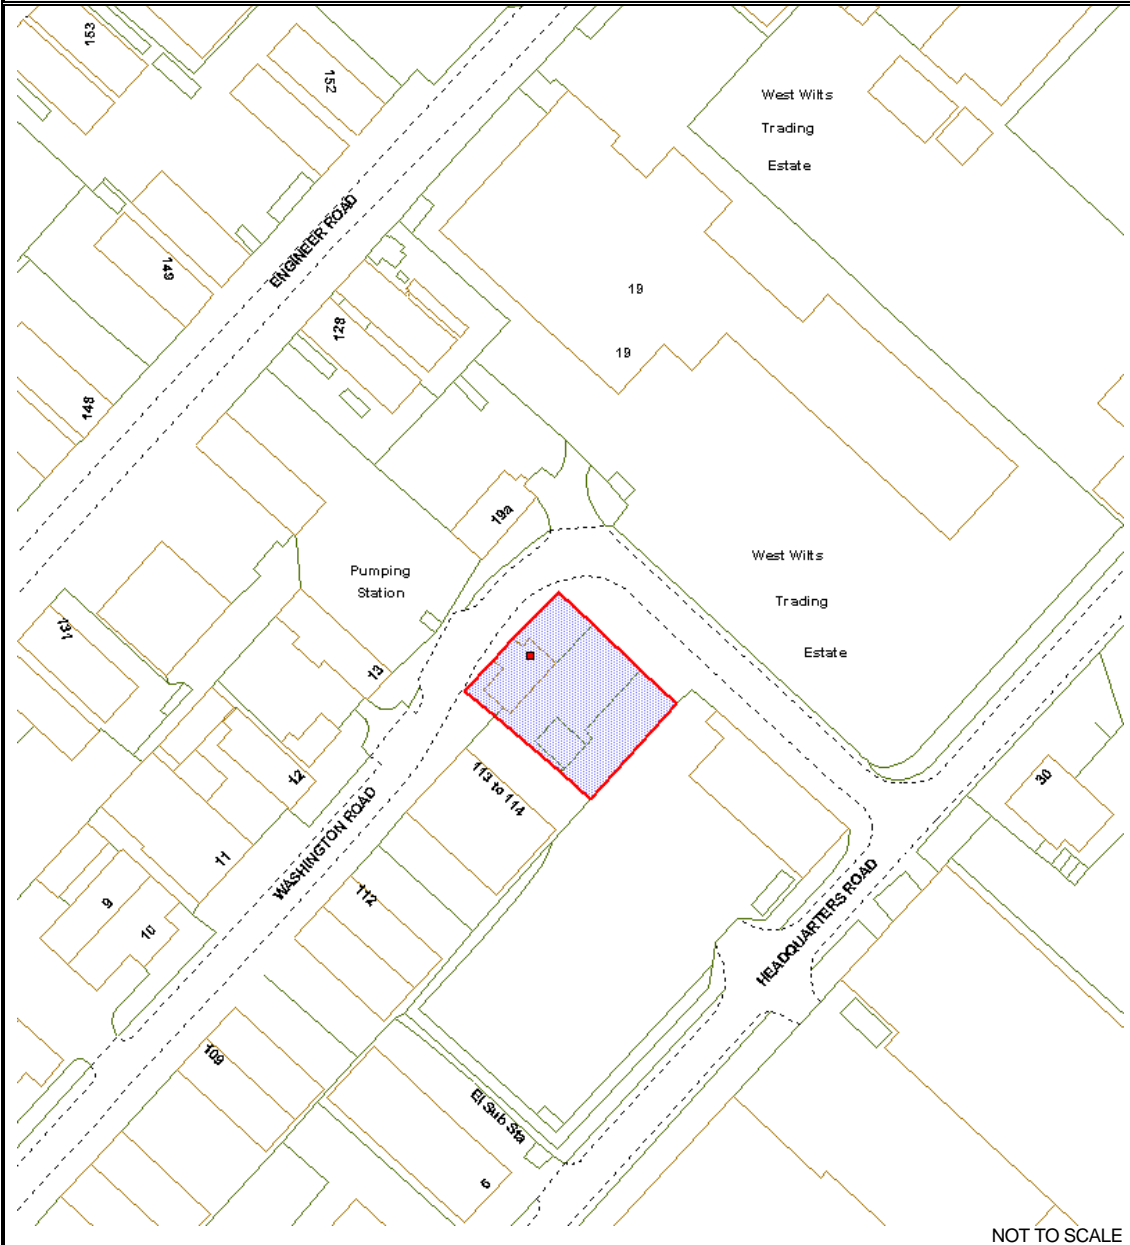 153
152
West Wilts
Trading
Estate
ENGINEER ROAD
149
19
128
19
148
19a
West Wilts
Trading
Estate
Pumping
Station
131
13
12
113 to 114
30
WASHINGTON ROAD
11
112
9
10
HEADQUARTERS ROAD
109
El Sub Sta
6
NOT TO SCALE